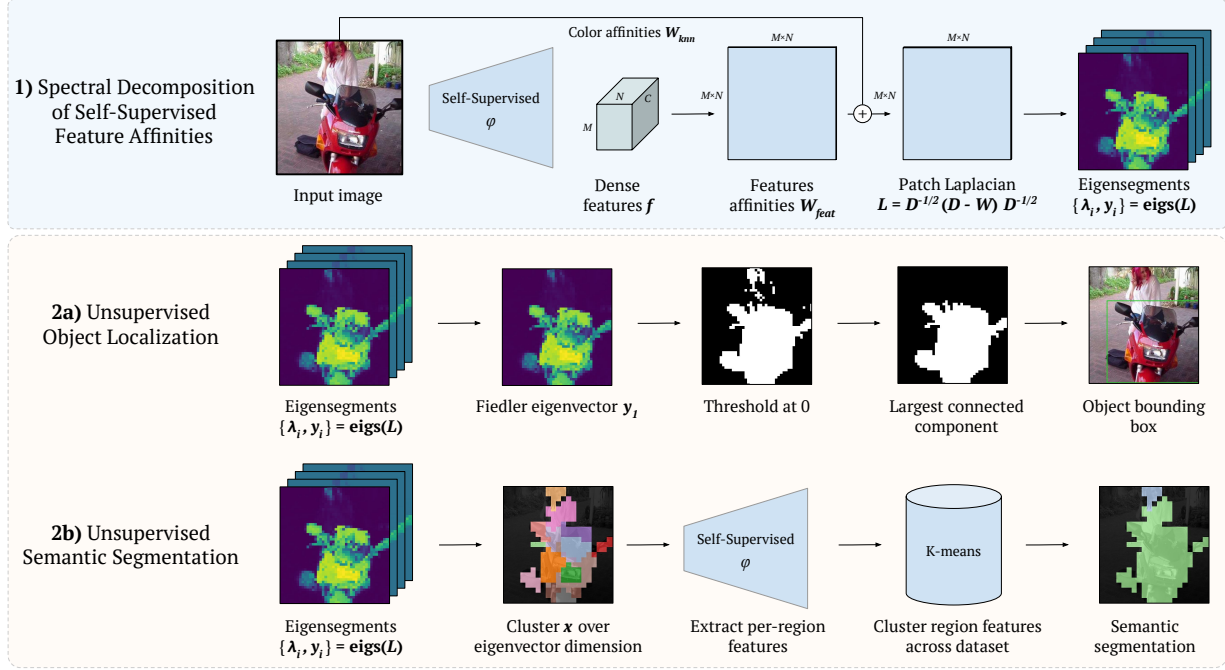 1) Spectral Decomposition
of Self-Supervised
Feature Affinities
Input image
Self-Supervised
φ
Color affinities W_knn
M
N
C
Dense
features f
M×N
M×N
Features
affinities W_feat
+
M×N
M×N
Patch Laplacian
L = D^-1/2 (D - W) D^-1/2
Eigensegments
{λ_i, y_i} = eigs(L)
2a) Unsupervised
Object Localization
Eigensegments
{λ_i, y_i} = eigs(L)
Fiedler eigenvector y_1
Threshold at 0
Largest connected
component
Object bounding
box
2b) Unsupervised
Semantic Segmentation
Eigensegments
{λ_i, y_i} = eigs(L)
Cluster x over
eigenvector dimension
Self-Supervised
φ
Extract per-region
features
K-means
Cluster region features
across dataset
Semantic
segmentation